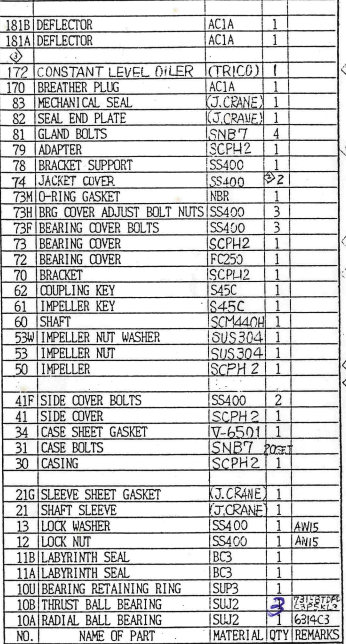 181B DEFLECTOR AC1A 1
181A DEFLECTOR AC1A 1
3
172 CONSTANT LEVEL OILER (TRICO) 1
170 BREATHER PLUG AC1A 1
83 MECHANICAL SEAL (J.CRANE) 1
82 SEAL END PLATE (J.CRANE) 1
81 GLAND BOLTS SNB7 4
79 ADAPTER SCPH2 1
78 BRACKET SUPPORT SS400 1
74 JACKET COVER SS400 2
73M O-RING GASKET NBR 1
73H BRG COVER ADJUST BOLT NUTS SS400 3
73F BEARING COVER BOLTS SS400 3
73 BEARING COVER SCPH2 1
72 BEARING COVER FC250 1
70 BRACKET SCPH2 1
62 COUPLING KEY S45C 1
61 IMPELLER KEY S45C 1
60 SHAFT SCM440H 1
53W IMPELLER NUT WASHER SUS304 1
53 IMPELLER NUT SUS304 1
50 IMPELLER SCPH 2 1
41F SIDE COVER BOLTS SS400 2
41 SIDE COVER SCPH 2 1
34 CASE SHEET GASKET V-6501 1
31 CASE BOLTS SNB7 20SET
30 CASING SCPH2 1
21G SLEEVE SHEET GASKET (J.CRANE) 1
21 SHAFT SLEEVE (J.CRANE) 1
13 LOCK WASHER SS400 1 AW15
12 LOCK NUT SS400 1 AN15
11B LABYRINTH SEAL BC3 1
11A LABYRINTH SEAL BC3 1
10U BEARING RETAINING RING SUP3 1
10B THRUST BALL BEARING SUJ2
10A RADIAL BALL BEARING SUJ2 1 6314C3
NO. NAME OF PART MATERIAL QTY REMARKS